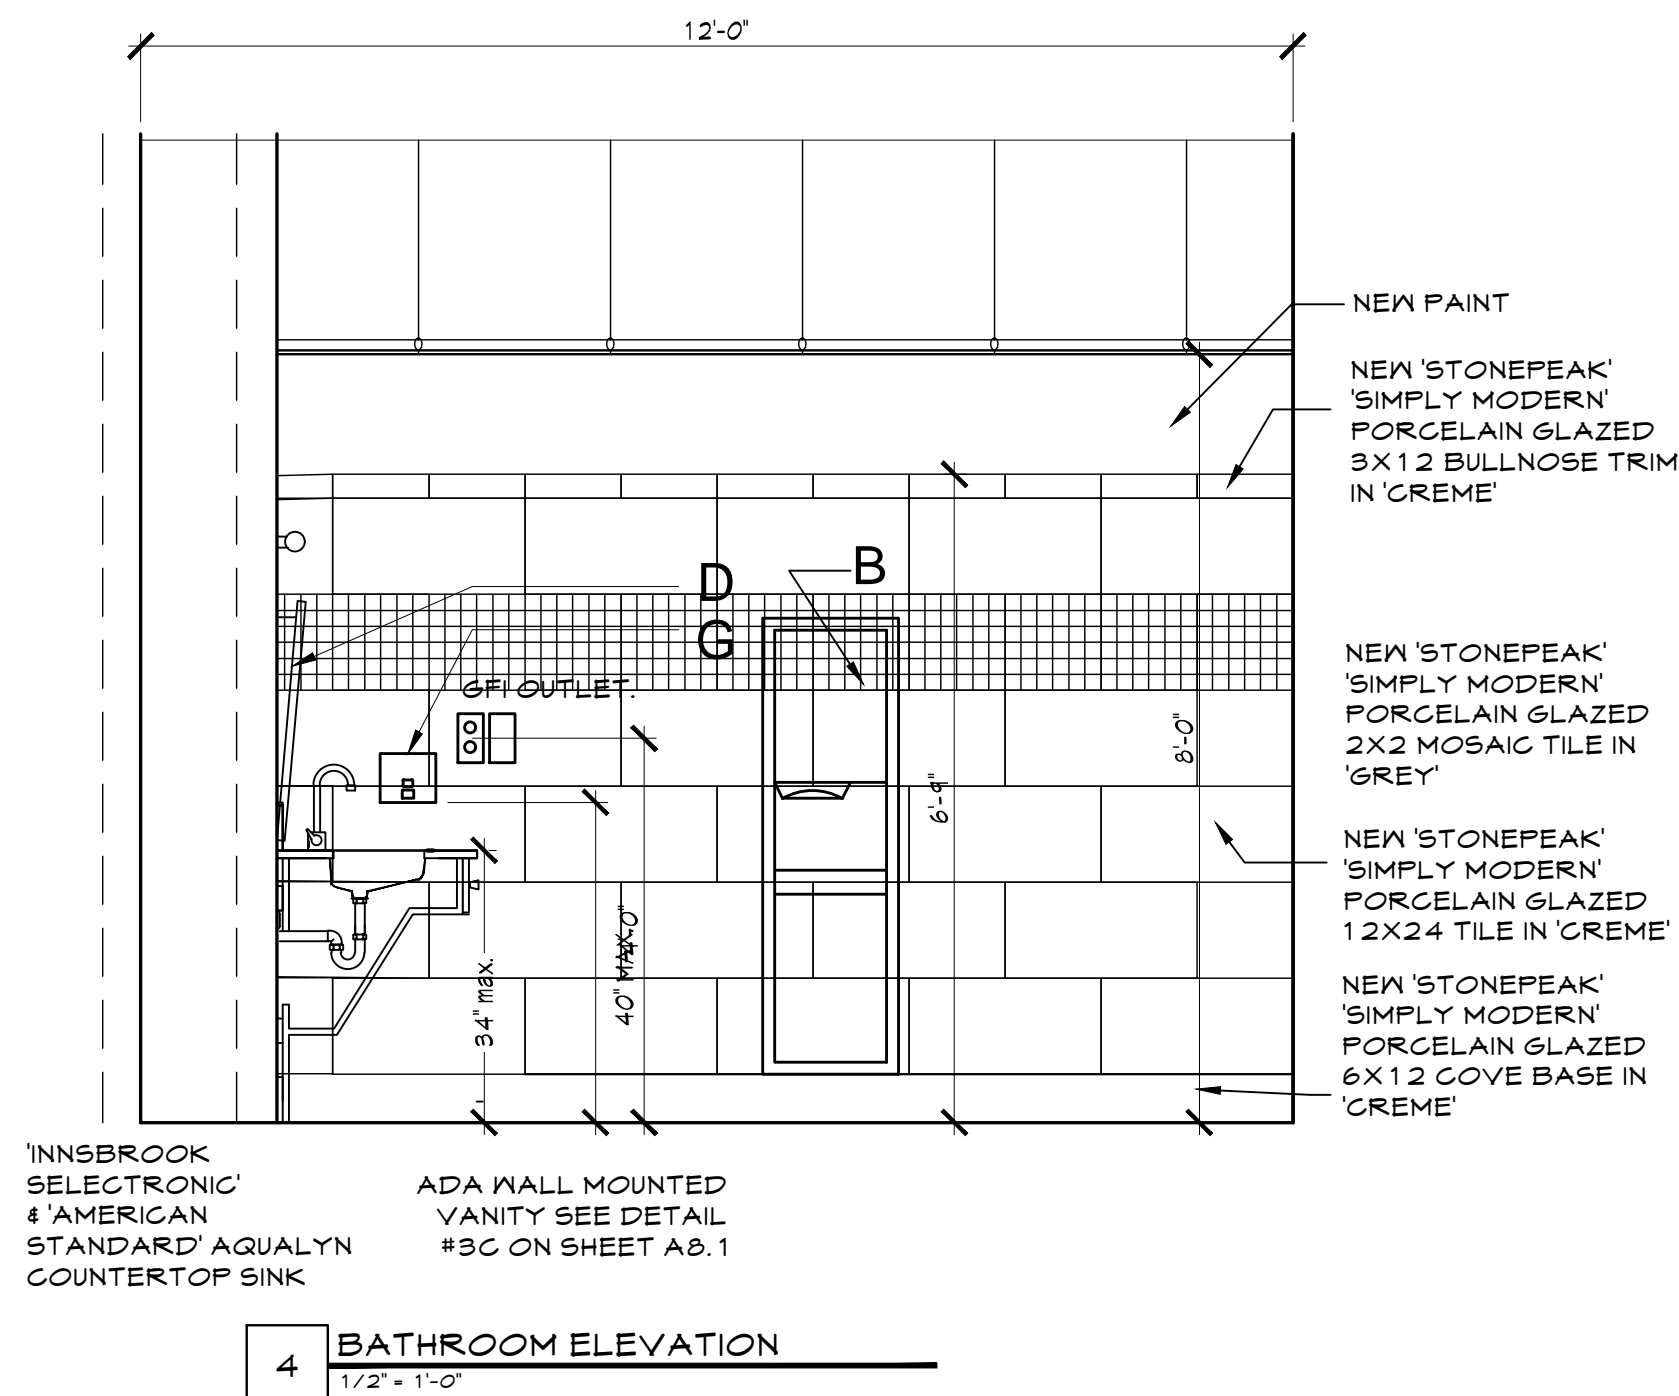 12'-0"
NEW PAINT
NEW 'STONEPEAK'
'SIMPLY MODERN'
PORCELAIN GLAZED
3X12 BULLNOSE TRIM
IN 'CREME'
B
D
G
GFI OUTLET.
NEW 'STONEPEAK'
'SIMPLY MODERN'
PORCELAIN GLAZED
2X2 MOSAIC TILE IN
'GREY'
8'-0"
6'-9"
NEW 'STONEPEAK'
'SIMPLY MODERN'
PORCELAIN GLAZED
12X24 TILE IN 'CREME'
34" max.
40" MAX.
NEW 'STONEPEAK'
'SIMPLY MODERN'
PORCELAIN GLAZED
6X12 COVE BASE IN
'CREME'
'INNSBROOK
SELECTRONIC'
& 'AMERICAN
STANDARD' AQUALYN
COUNTERTOP SINK
ADA WALL MOUNTED
VANITY SEE DETAIL
#3C ON SHEET A8.1
4
BATHROOM ELEVATION
1/2" = 1'-0"